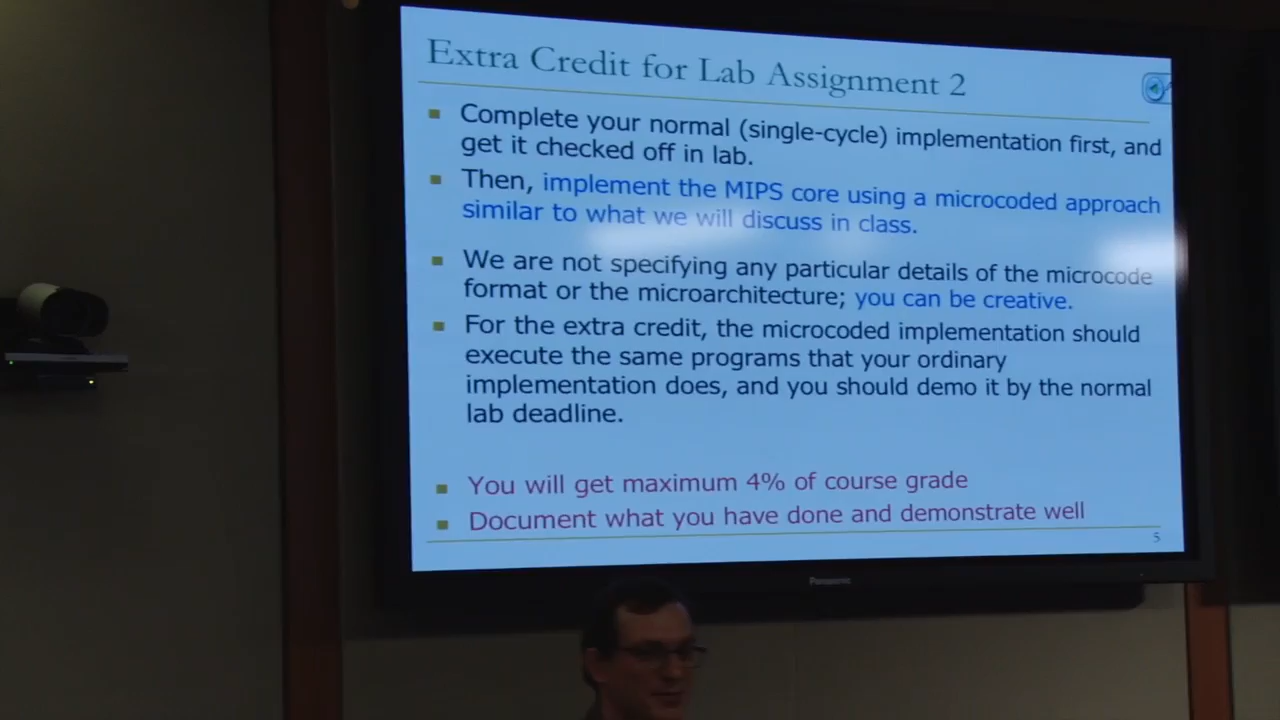 Extra Credit for Lab Assignment 2
Complete your normal (single-cycle) implementation first, and
get it checked off in lab.
Then, implement the MIPS core using a microcoded approach
similar to what we will discuss in class.
We are not specifying any particular details of the microcode
format or the microarchitecture; you can be creative.
For the extra credit, the microcoded implementation should
execute the same programs that your ordinary
implementation does, and you should demo it by the normal
lab deadline.
You will get maximum 4% of course grade
Document what you have done and demonstrate well
5
Panasonic